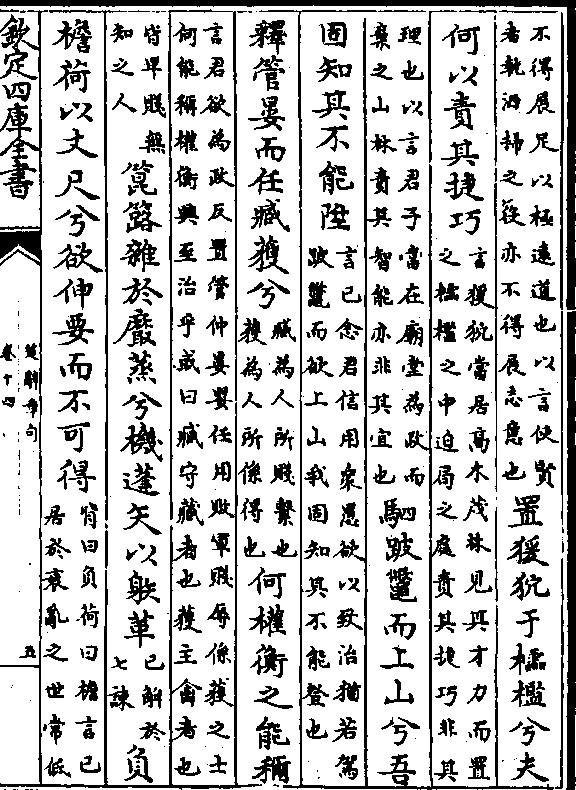 不得展足以極遠道也以言使賢
者執洒掃之役亦不得展志意也
置猨狖于櫺檻兮夫
何以責其捷巧
言猨狖當居高木茂林見其才力而置
之櫺檻之中迫局之處責其捷巧非其
理也以言君子當在廟堂為政而
棄之山林責其智能亦非其宜也
駟跛鼈而上山兮吾
固知其不能陞
言已念君信用衆愚欲以致治猶若駕
跛鼈而欲上山我固知其不能登也
釋管晏而任臧獲兮
臧為人所賤繫也
獲為人所係得也
何權衡之能稱
言君欲為政反置管仲晏嬰任用敗軍賤辱係獲之士
何能稱權衡興至治乎或曰臧守藏者也獲主禽者也
皆卑賤無
知之人
箟簬雜於黀蒸兮機蓬矢以䠶革
已解於
七諫
負
檐荷以丈尺兮欲伸要而不可得
背曰負荷曰檐言已
居於衰亂之世常低
欽定四庫全書
楚辭章句
卷十四
五